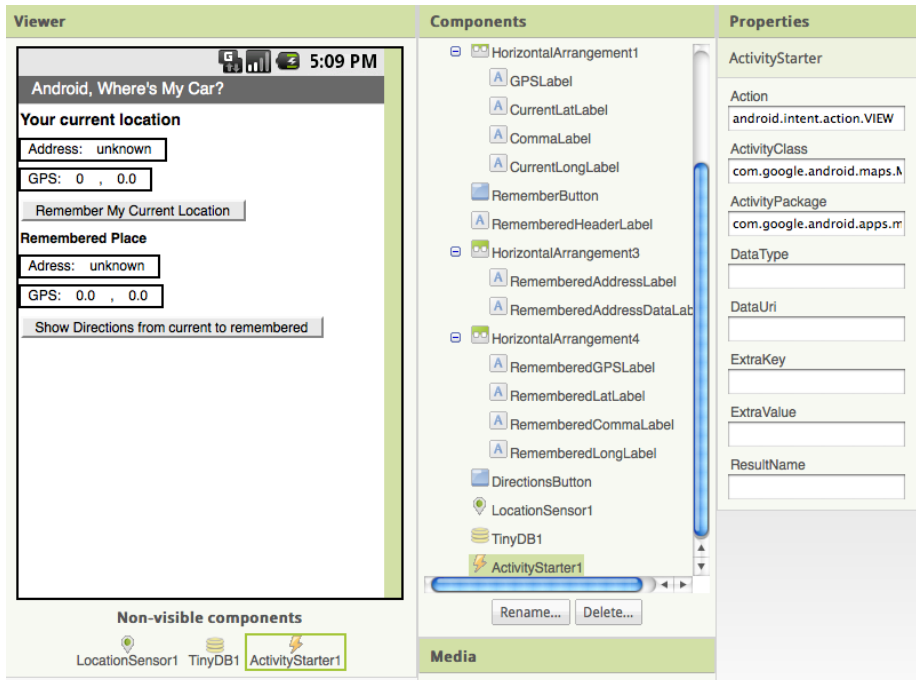 Viewer
5:09 PM
Android, Where's My Car?
Your current location
Address: unknown
GPS: 0 , 0.0
Remember My Current Location
Remembered Place
Adress: unknown
GPS: 0.0 , 0.0
Show Directions from current to remembered
Non-visible components
LocationSensor1 TinyDB1 ActivityStarter1
Components
HorizontalArrangement1
A GPSLabel
A CurrentLatLabel
A CommaLabel
A CurrentLongLabel
RememberButton
A RememberedHeaderLabel
HorizontalArrangement3
A RememberedAddressLabel
A RememberedAddressDataLab
HorizontalArrangement4
A RememberedGPSLabel
A RememberedLatLabel
A RememberedCommaLabel
A RememberedLongLabel
DirectionsButton
LocationSensor1
TinyDB1
ActivityStarter1
Rename... Delete...
Media
Properties
ActivityStarter
Action
android.intent.action.VIEW
ActivityClass
com.google.android.maps.M
ActivityPackage
com.google.android.apps.m
DataType
DataUri
ExtraKey
ExtraValue
ResultName